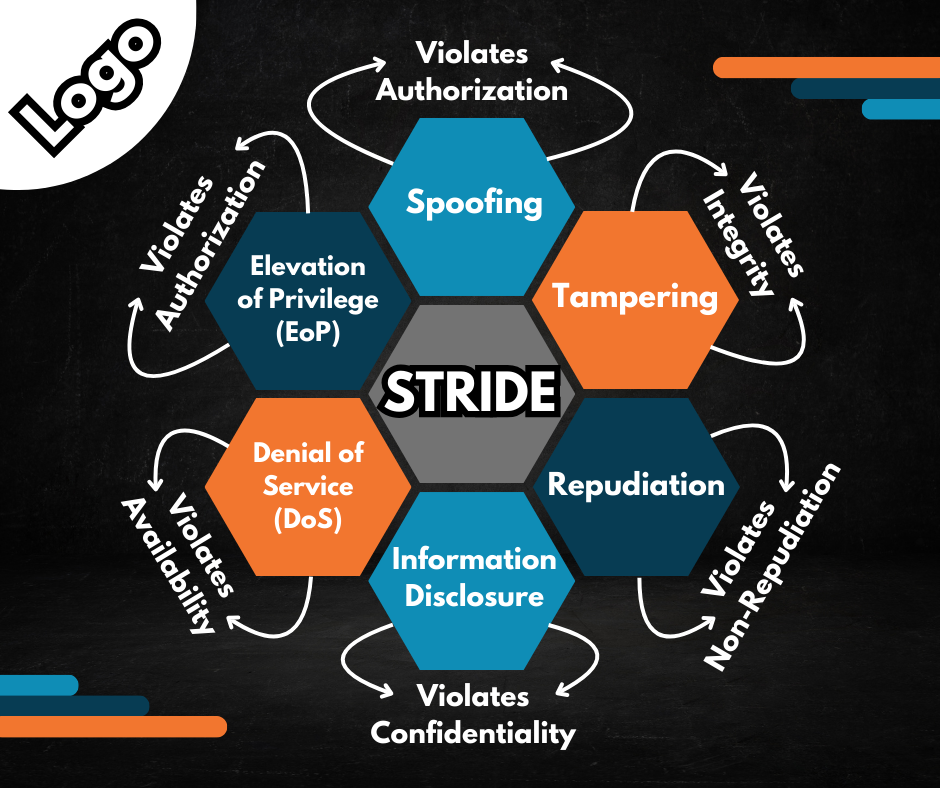 Logo
Violates
Authorization
Spoofing
Violates
Integrity
Tampering
Violates
Authorization
Elevation
of Privilege
(EoP)
STRIDE
Denial of
Service
(DoS)
Violates
Availability
Repudiation
Violates
Non-Repudiation
Information
Disclosure
Violates
Confidentiality